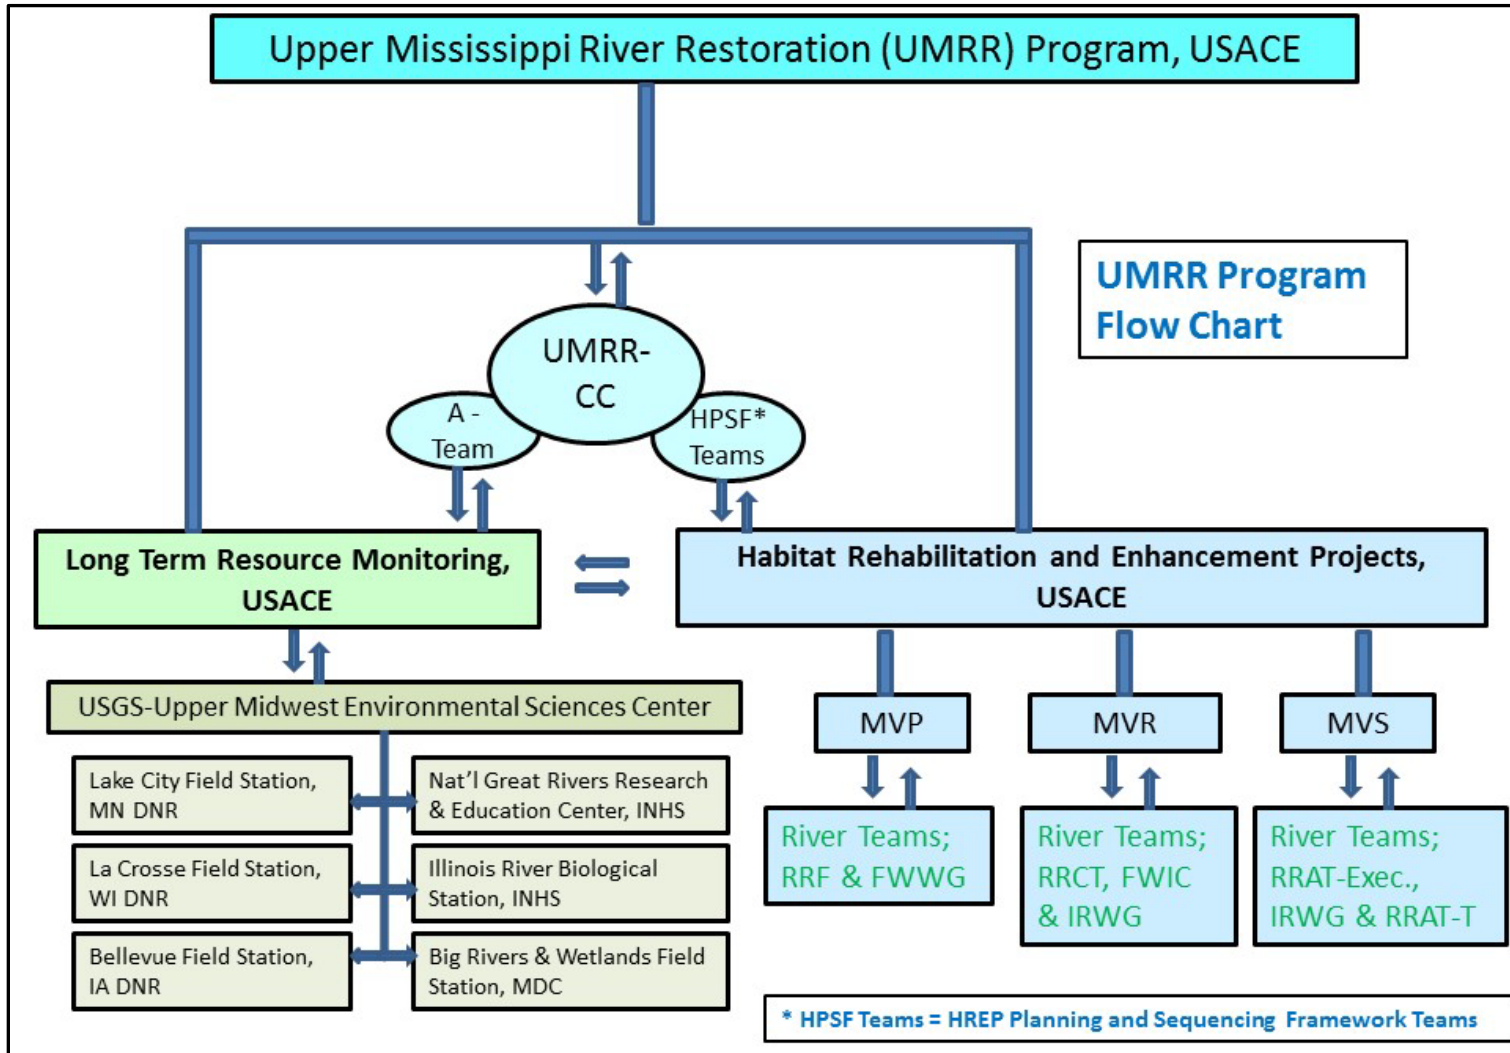 Upper Mississippi River Restoration (UMRR) Program, USACE
UMRR Program
Flow Chart
UMRR-
CC
A -
Team
HPSF*
Teams
Long Term Resource Monitoring,
USACE
Habitat Rehabilitation and Enhancement Projects,
USACE
USGS-Upper Midwest Environmental Sciences Center
Lake City Field Station,
MN DNR
Nat'l Great Rivers Research
& Education Center, INHS
La Crosse Field Station,
WI DNR
Illinois River Biological
Station, INHS
Bellevue Field Station,
IA DNR
Big Rivers & Wetlands Field
Station, MDC
MVP
MVR
MVS
River Teams;
RRF & FWWG
River Teams;
RRCT, FWIC
& IRWG
River Teams;
RRAT-Exec.,
IRWG & RRAT-T
* HPSF Teams = HREP Planning and Sequencing Framework Teams